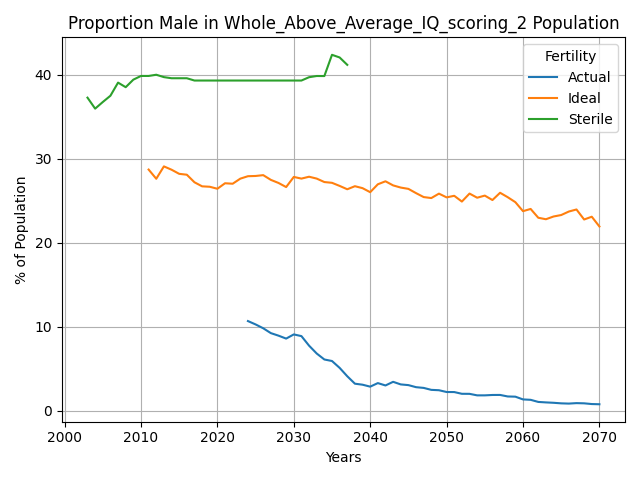 Proportion Male in Whole_Above_Average_IQ_scoring_2 Population
Fertility
Actual
Ideal
Sterile
% of Population
40
30
20
10
0
2000 2010 2020 2030 2040 2050 2060 2070
Years